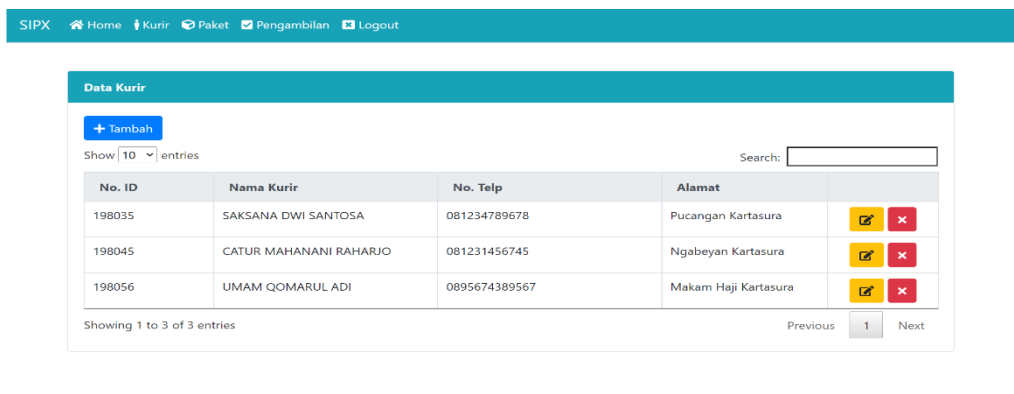 SIPX Home Kurir Paket Pengambilan Logout
Data Kurir
+ Tambah
Show 10 entries
Search:
No. ID Nama Kurir No. Telp Alamat
198035 SAKSANA DWI SANTOSA 081234789678 Pucangan Kartasura
198045 CATUR MAHANANI RAHARJO 081231456745 Ngabeyan Kartasura
198056 UMAM QOMARUL ADI 0895674389567 Makam Haji Kartasura
Showing 1 to 3 of 3 entries
Previous 1 Next